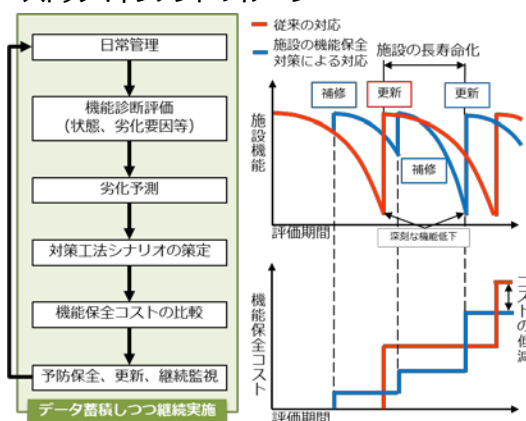 日常管理
機能診断評価
(状態、劣化要因等)
劣化予測
対策工法シナリオの策定
機能保全コストの比較
予防保全、更新、継続監視
データ蓄積しつつ継続実施
従来の対応
施設の機能保全
対策による対応
施設の長寿命化
補修
更新
更新
補修
施設機能
評価期間
深刻な機能低下
機能保全コスト
コストの低減
評価期間